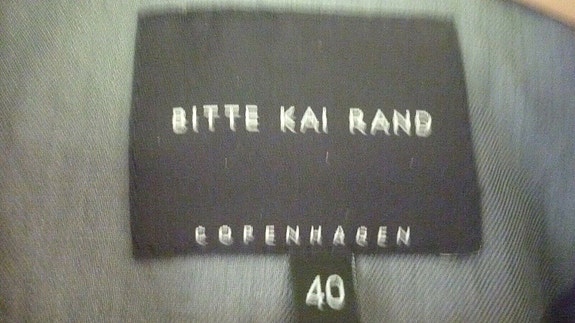 BITTE KAI RAND
COPENHAGEN
40